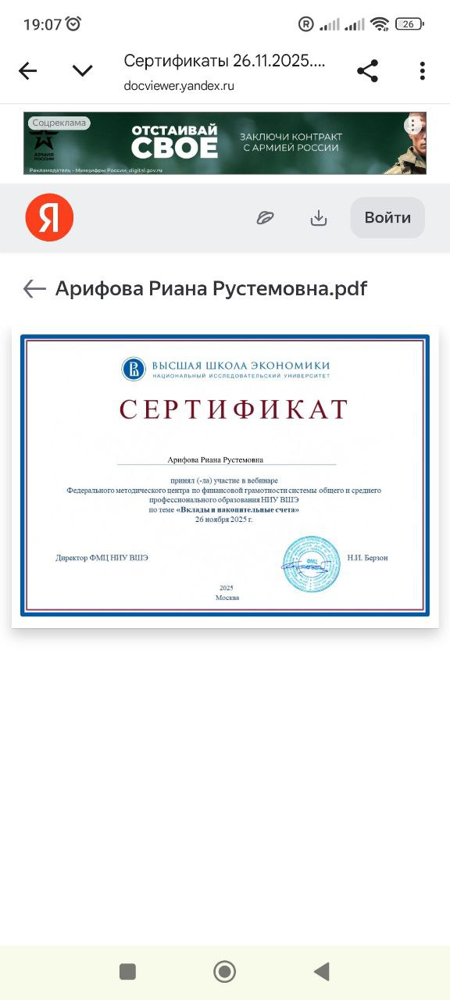 19:07
R
26
Сертификаты 26.11.2025....
docviewer.yandex.ru
Соцреклама
АРМИЯ
РОССИИ
ОТСТАИВАЙ
СВОЕ
ЗАКЛЮЧИ КОНТРАКТ
С АРМИЕЙ РОССИИ
Рекламодатель - Минцифры России, digital.gov.ru
Я
Войти
Арифова Риана Рустемовна.pdf
ВЫСШАЯ ШКОЛА ЭКОНОМИКИ
НАЦИОНАЛЬНЫЙ ИССЛЕДОВАТЕЛЬСКИЙ УНИВЕРСИТЕТ
СЕРТИФИКАТ
Арифова Риана Рустемовна
принял (-ла) участие в вебинаре
Федерального методического центра по финансовой грамотности системы общего и среднего
профессионального образования НИУ ВШЭ
по теме «Вклады и накопительные счета»
26 ноября 2025 г.
Директор ФМЦ НИУ ВШЭ
ФМЦ
Н.И. Берзон
2025
Москва